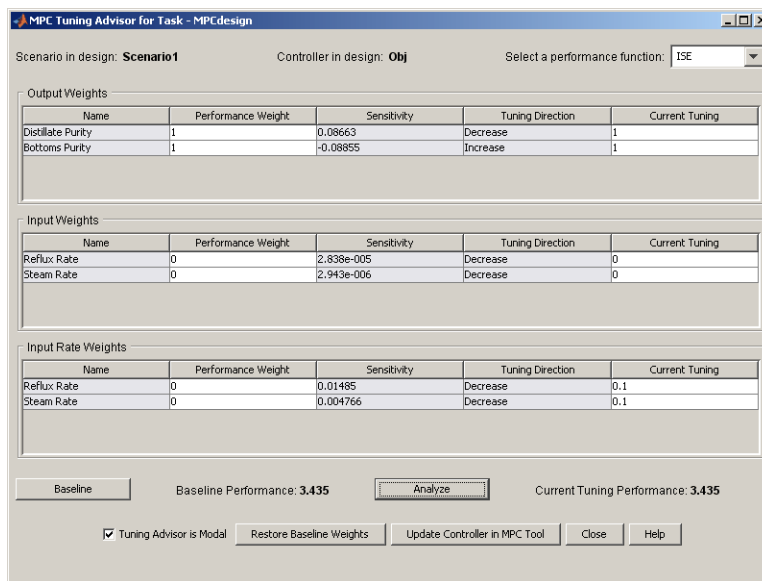 MPC Tuning Advisor for Task - MPCdesign
Scenario in design: Scenario1 Controller in design: Obj Select a performance function: ISE
Output Weights
Name Performance Weight Sensitivity Tuning Direction Current Tuning
Distillate Purity 1 0.08663 Decrease 1
Bottoms Purity 1 -0.08855 Increase 1
Input Weights
Name Performance Weight Sensitivity Tuning Direction Current Tuning
Reflux Rate 0 2.838e-005 Decrease 0
Steam Rate 0 2.943e-006 Decrease 0
Input Rate Weights
Name Performance Weight Sensitivity Tuning Direction Current Tuning
Reflux Rate 0 0.01485 Decrease 0.1
Steam Rate 0 0.004766 Decrease 0.1
Baseline Baseline Performance: 3.435 Analyze Current Tuning Performance: 3.435
Tuning Advisor is Modal Restore Baseline Weights Update Controller in MPC Tool Close Help